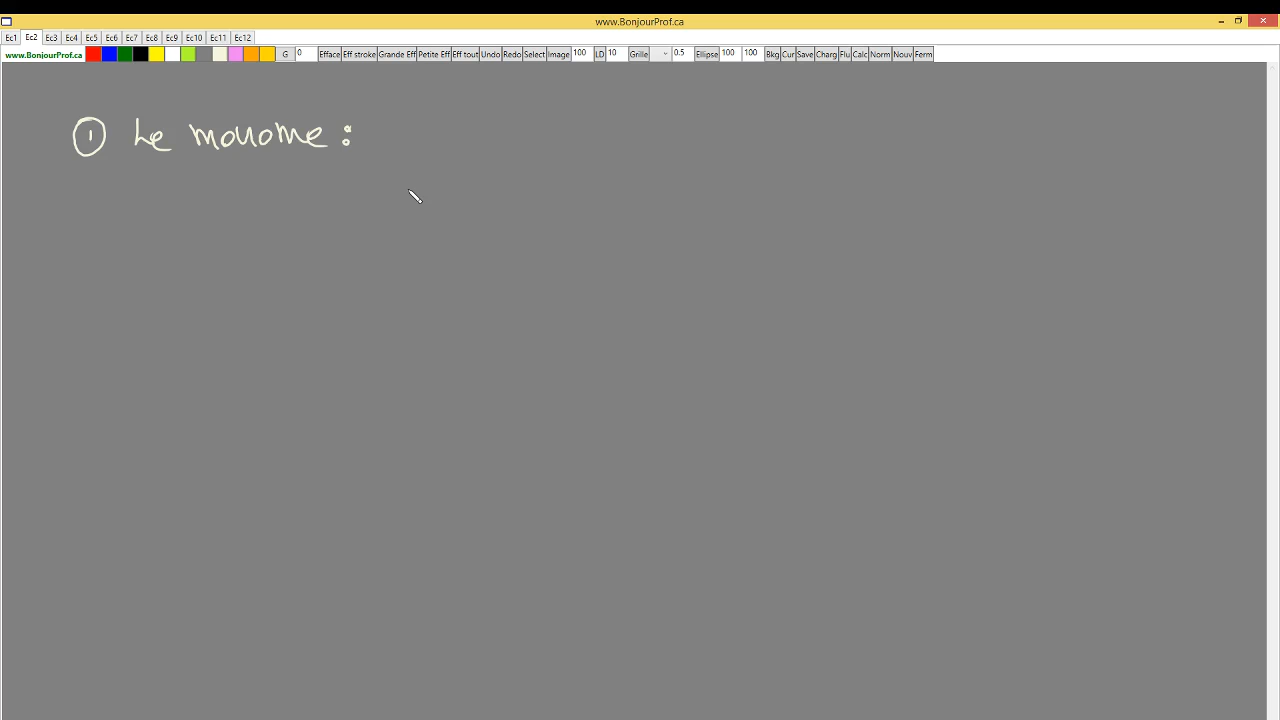 www.BonjourProf.ca
Ec1 Ec2 Ec3 Ec4 Ec5 Ec6 Ec7 Ec8 Ec9 Ec10 Ec11 Ec12
www.BonjourProf.ca G 0 Efface Eff stroke Grande Eff Petite Eff Eff tout Undo Redo Select Image 100 LD 10 Grille 0.5 Ellipse 100 100 Bkg Cur Save Charg Flu Calc Norm Nouv Ferm
1 Le monome :